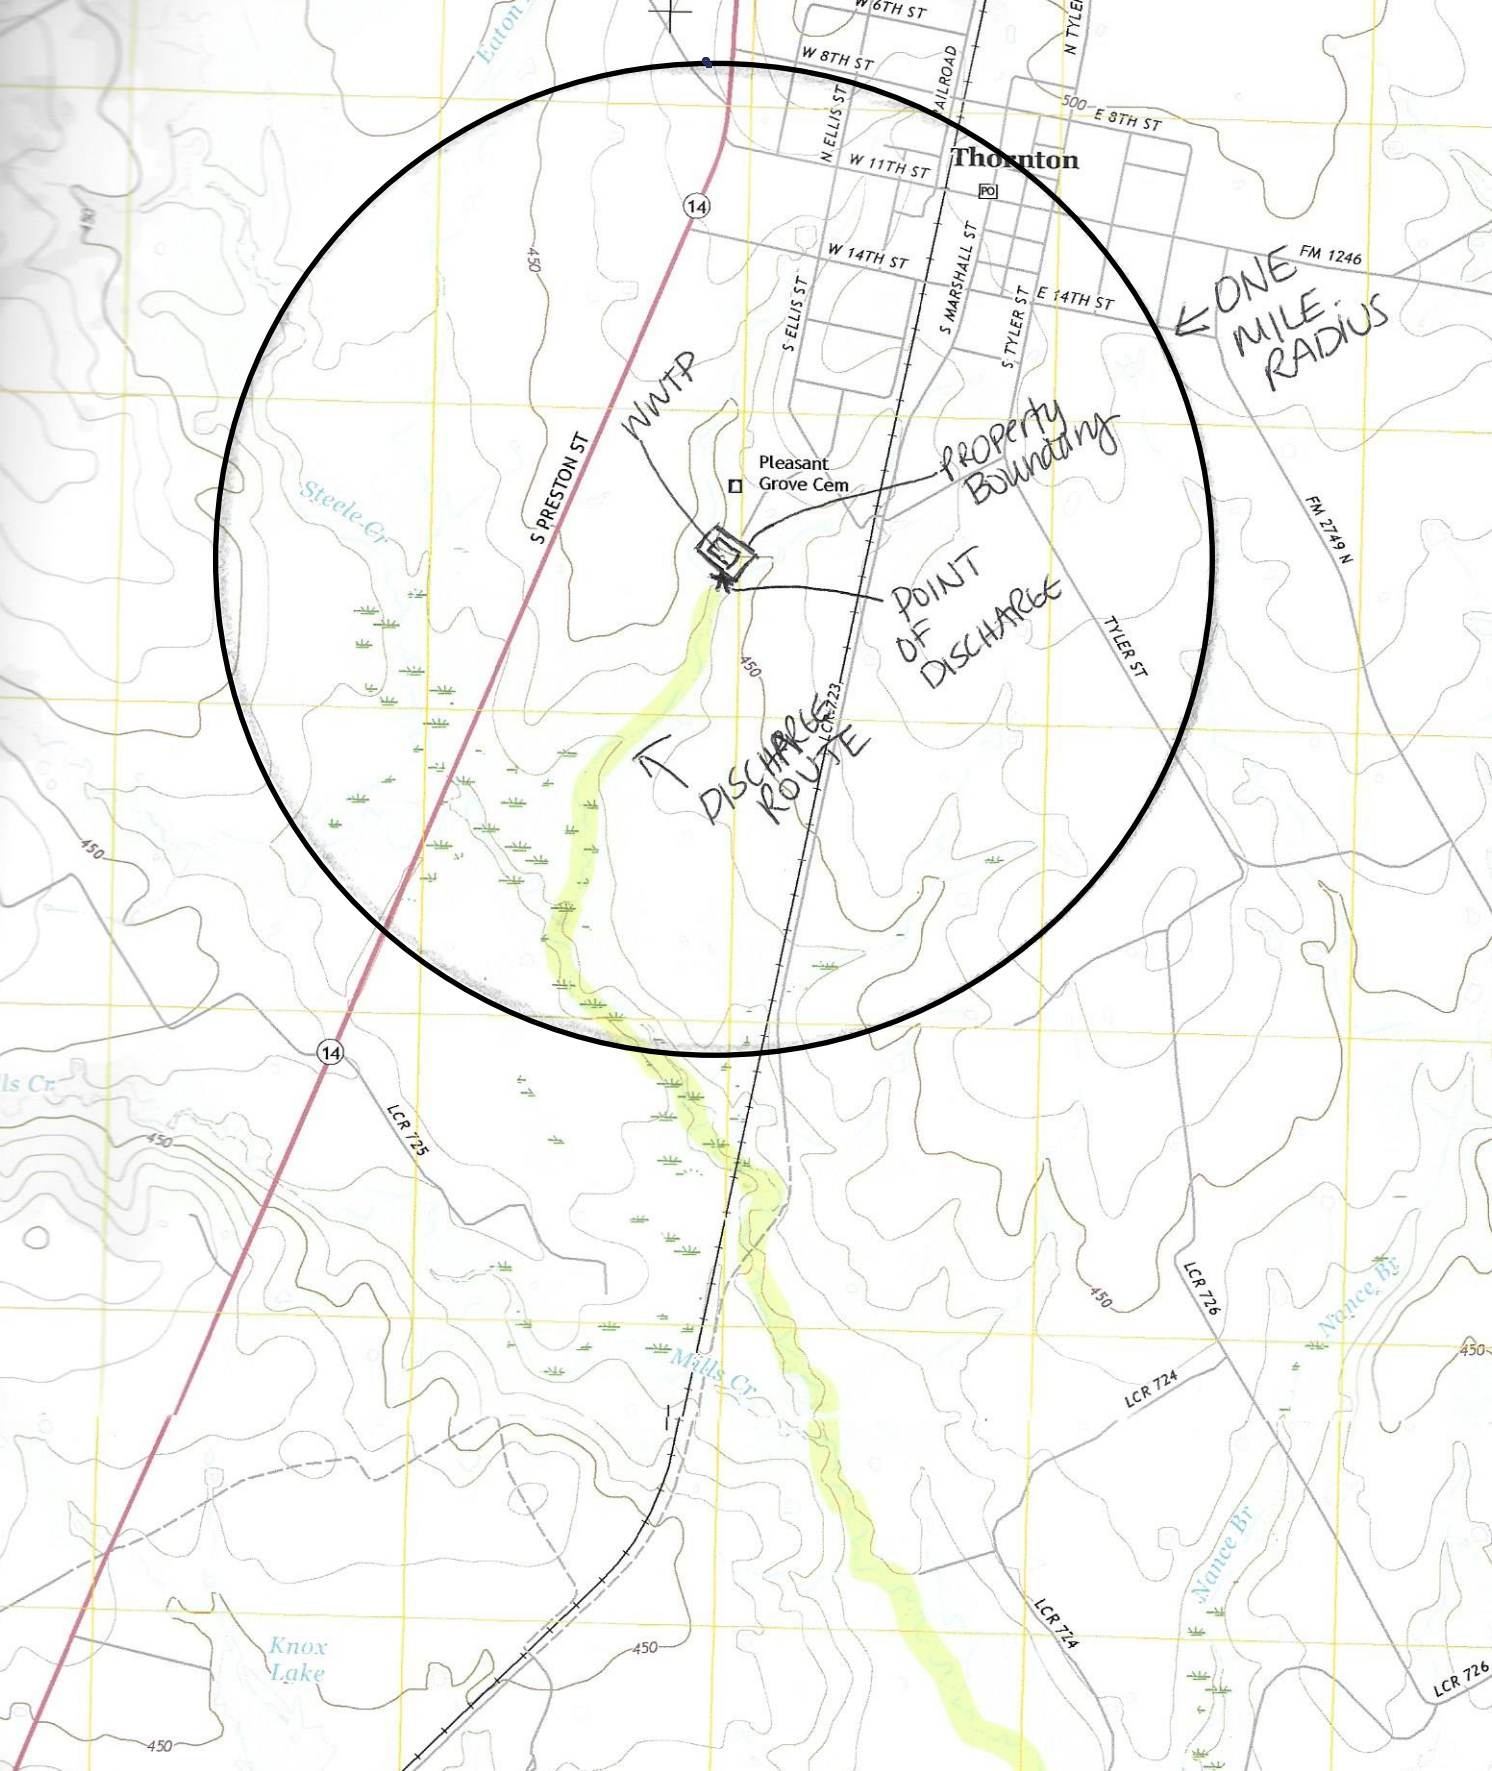 Eaton
W 6TH ST
N TYLER
W 8TH ST
RAILROAD
500
E 8TH ST
N ELLIS ST
W 11TH ST
Thornton
PO
450
14
450
W 14TH ST
S MARSHALL ST
FM 1246
E 14TH ST
S ELLIS ST
S TYLER ST
ONE
MILE
RADIUS
WWTP
PROPERTY
BOUNDARY
Pleasant
Grove Cem
Steele Cr
S PRESTON ST
FM 2749 N
POINT
OF
DISCHARGE
TYLER ST
450
LCR 723
DISCHARGE
ROUTE
450
14
lls Cr
LCR 725
450
LCR 726
450
Nance Br
450
Mills Cr
LCR 724
Nance Br
LCR 724
Knox
Lake
450
LCR 726
450